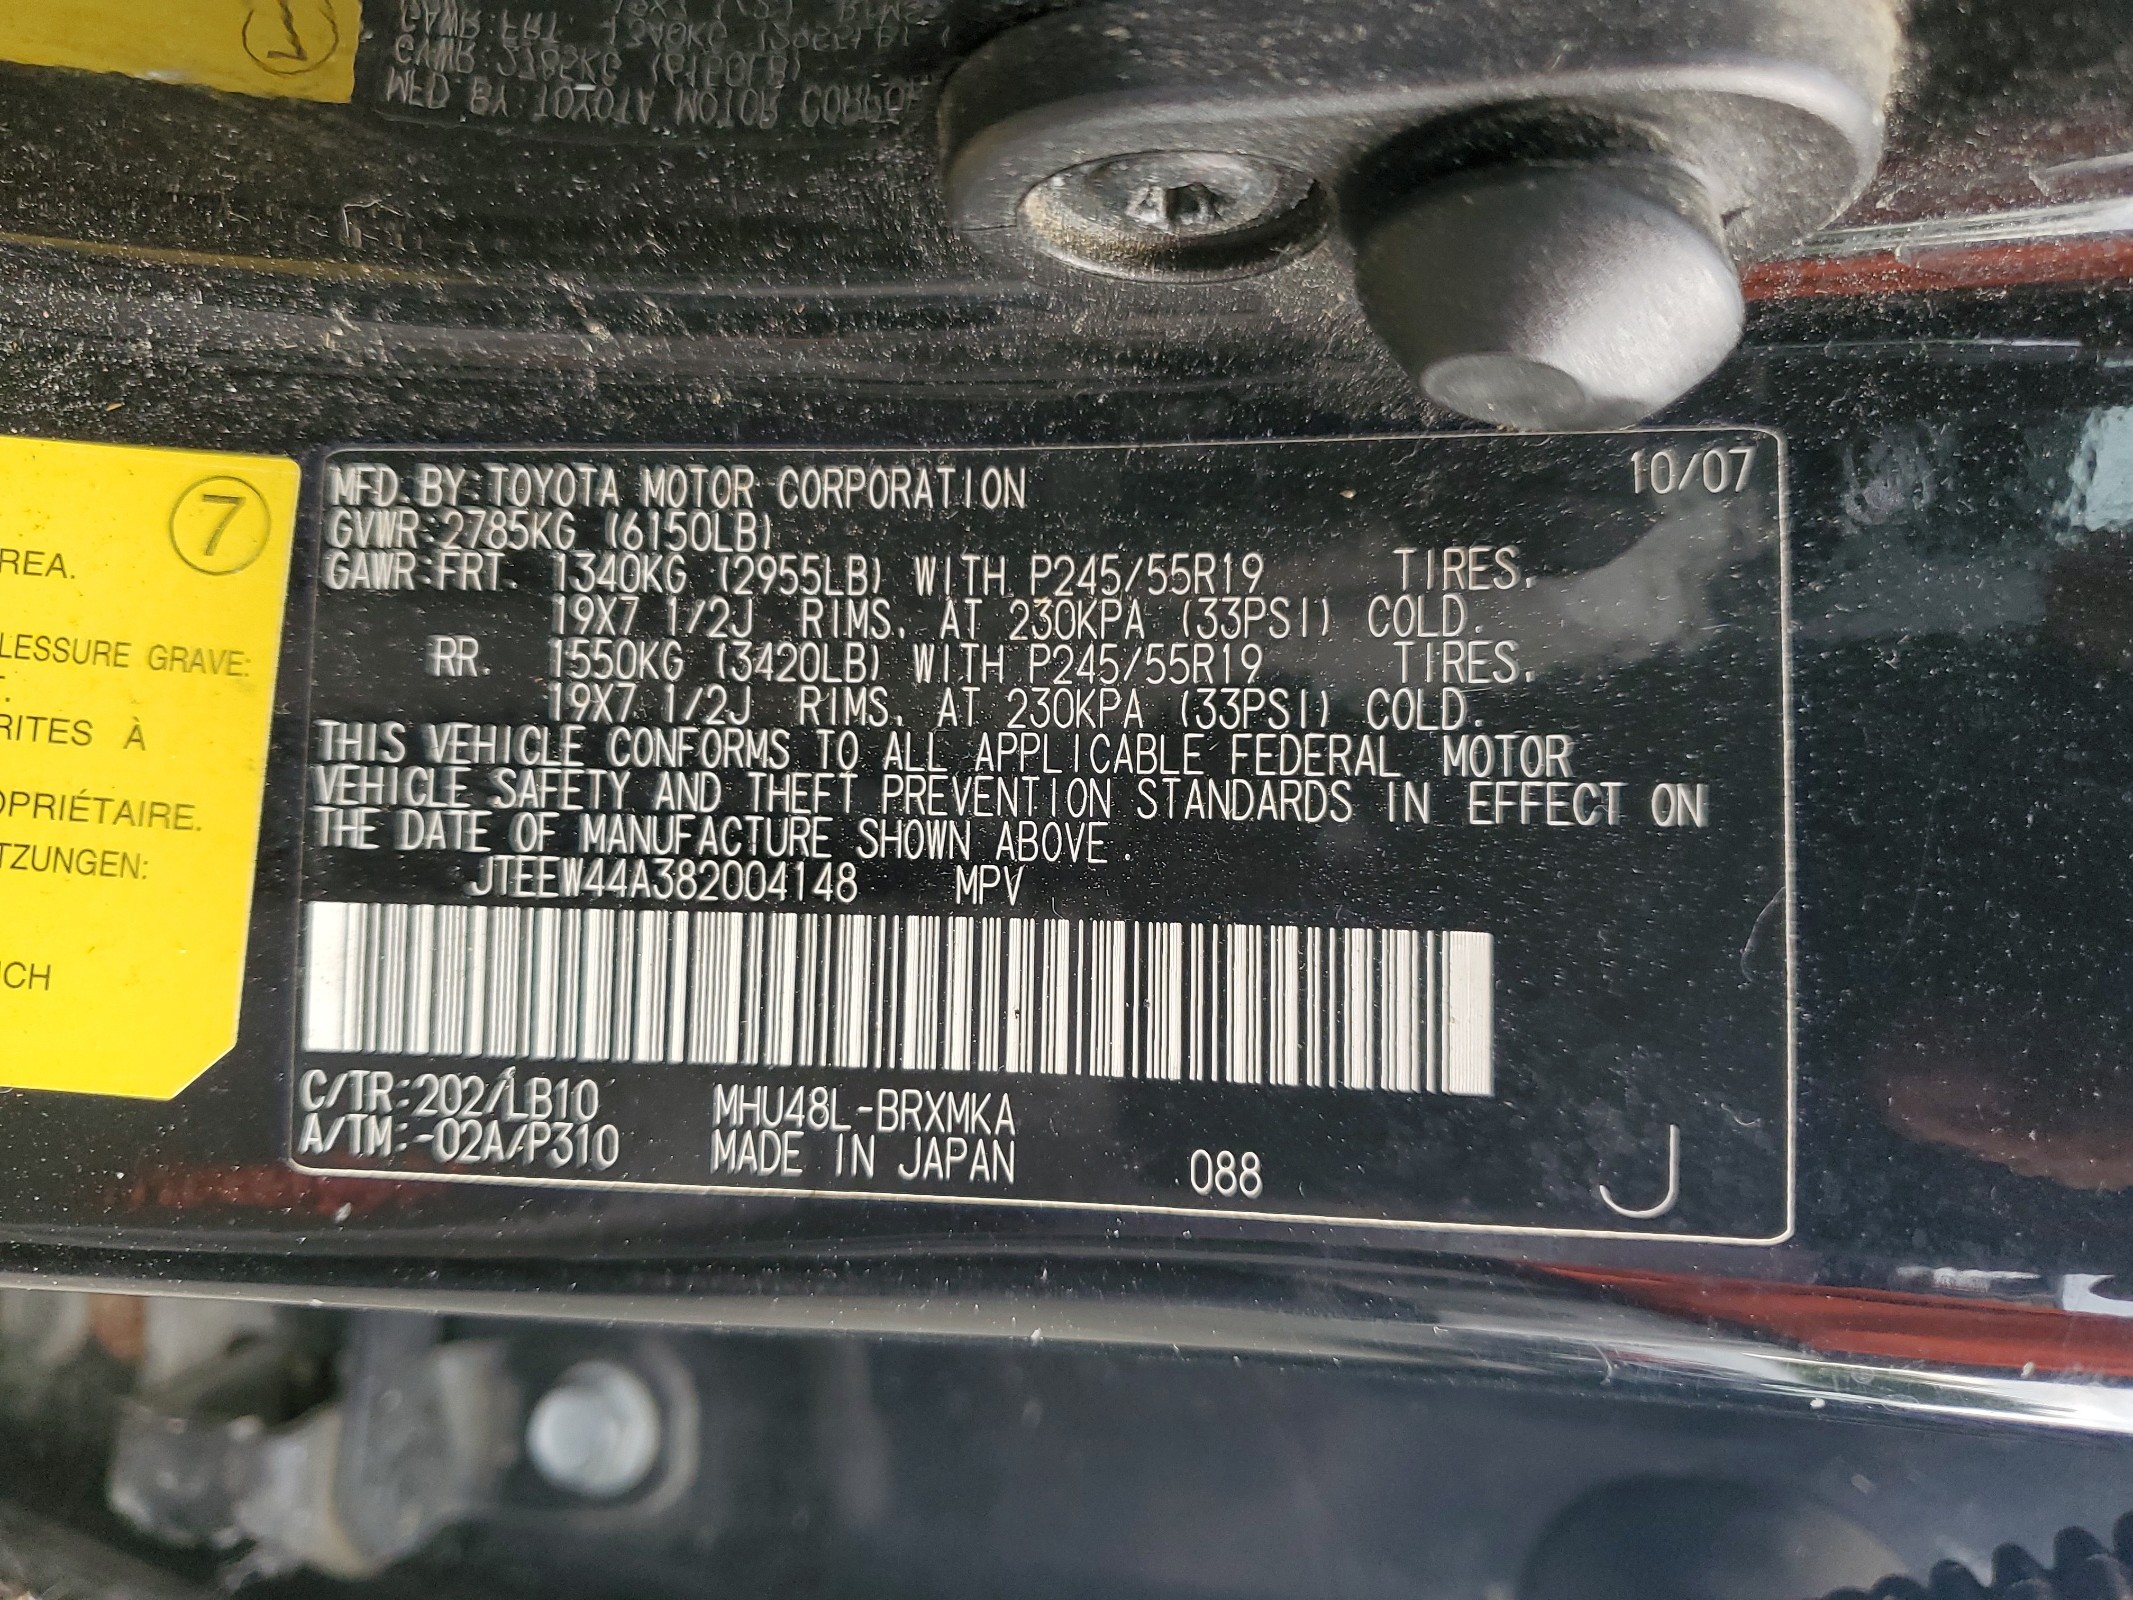 MFD. BY: TOYOTA MOTOR CORPORATION 10/07
GVWR: 2785KG (6150LB)
GAWR: FRT. 1340KG (2955LB) WITH P245/55R19 TIRES.
19X7 1/2J RIMS. AT 230KPA (33PSI) COLD.
RR. 1550KG (3420LB) WITH P245/55R19 TIRES.
19X7 1/2J RIMS. AT 230KPA (33PSI) COLD.
THIS VEHICLE CONFORMS TO ALL APPLICABLE FEDERAL MOTOR
VEHICLE SAFETY AND THEFT PREVENTION STANDARDS IN EFFECT ON
THE DATE OF MANUFACTURE SHOWN ABOVE.
JTEEW44A382004148 MPV
C/TR: 202/LB10 MHU48L-BRXMKA
A/TM: -02A/P310 MADE IN JAPAN 088 J
7
REA.
LESSURE GRAVE:
RITES À
OPRIÉTAIRE.
TZUNGEN:
CH